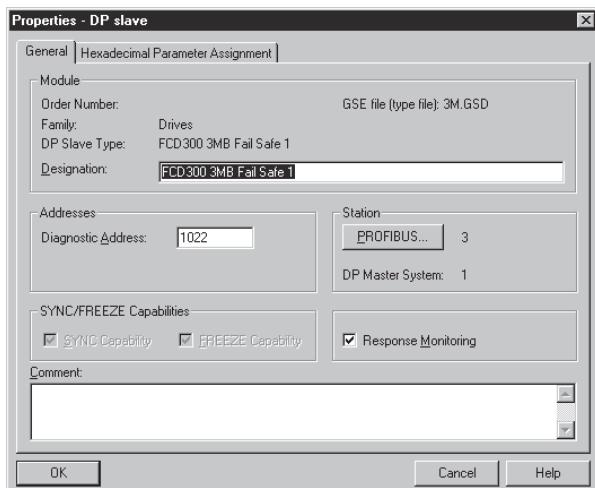 Properties - DP slave
General Hexadecimal Parameter Assignment
Module
Order Number: GSE file (type file): 3M.GSD
Family: Drives
DP Slave Type: FCD300 3MB Fail Safe 1
Designation: FCD300 3MB Fail Safe 1
Addresses
Diagnostic Address: 1022
Station
PROFIBUS... 3
DP Master System: 1
SYNC/FREEZE Capabilities
SYNC Capability FREEZE Capability
Response Monitoring
Comment:
OK Cancel Help